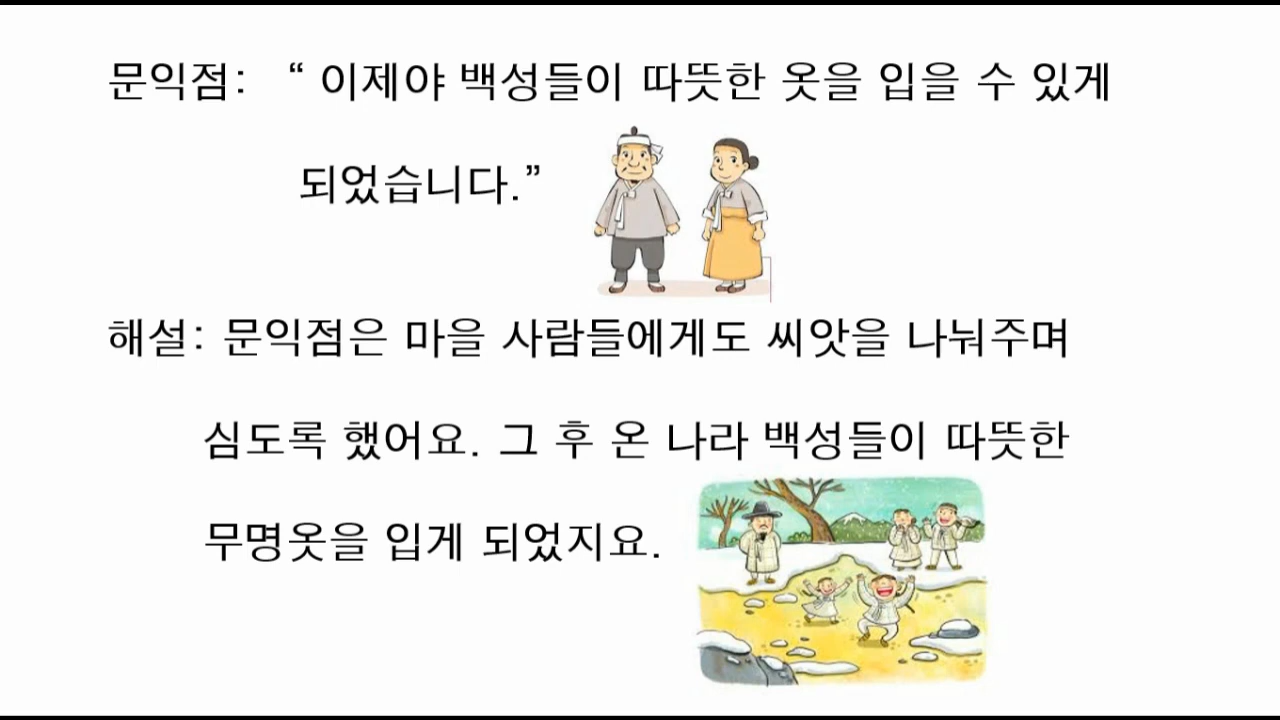 문익점: “ 이제야 백성들이 따뜻한 옷을 입을 수 있게
되었습니다.”
해설: 문익점은 마을 사람들에게도 씨앗을 나눠주며
심도록 했어요. 그 후 온 나라 백성들이 따뜻한
무명옷을 입게 되었지요.